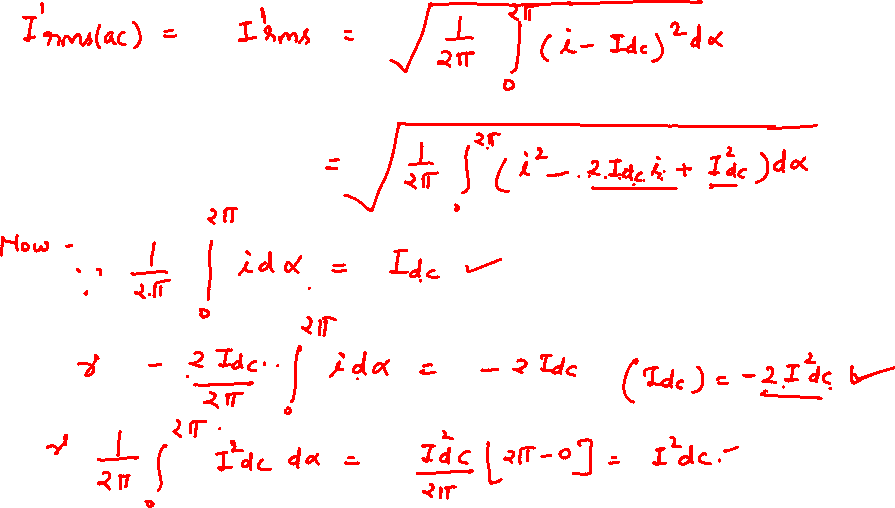 I'rms(ac) = I'rms = √(1/2π ∫₀^2π (i - Idc)² dα)
= √(1/2π ∫₀^2π (i² - 2Idc i + I²dc) dα)
Now - ∵ 1/2π ∫₀^2π i dα = Idc ✓
& - 2Idc/2π ∫₀^2π i dα = - 2 Idc (Idc) = - 2 I²dc ✓
& 1/2π ∫₀^2π I²dc dα = I²dc/2π [2π - 0] = I²dc.